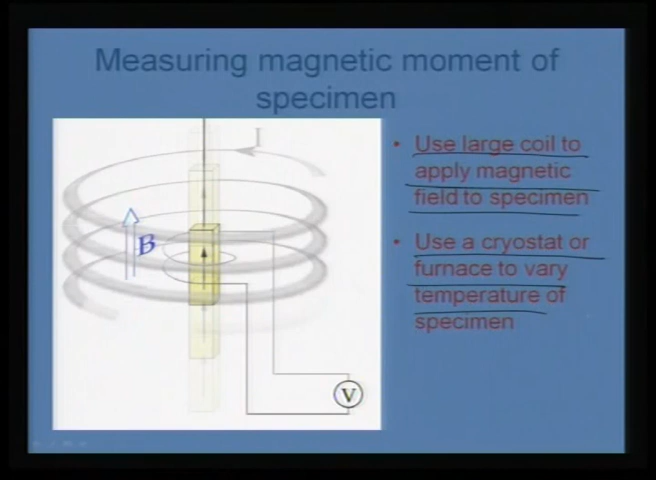 Measuring magnetic moment of
specimen
I
B
V
• Use large coil to
apply magnetic
field to specimen
• Use a cryostat or
furnace to vary
temperature of
specimen